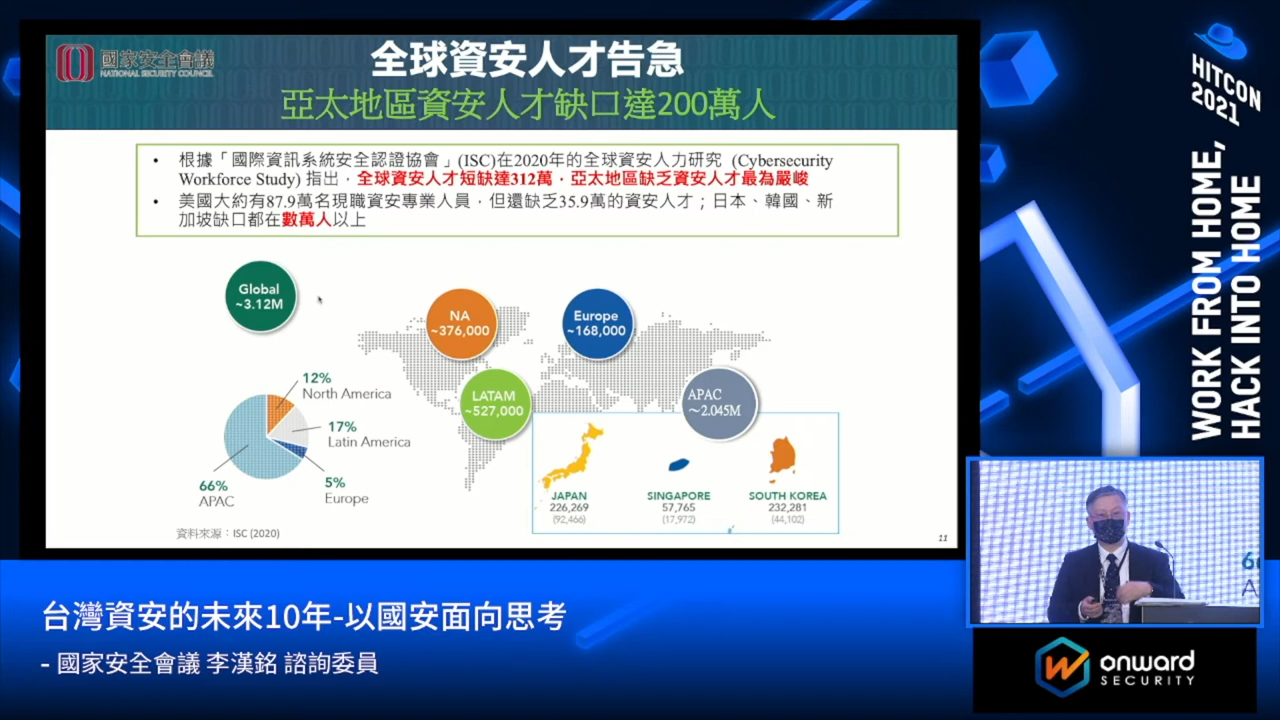 國家安全會議
NATIONAL SECURITY COUNCIL
全球資安人才告急
亞太地區資安人才缺口達200萬人
• 根據「國際資訊系統安全認證協會」(ISC)在2020年的全球資安人力研究 (Cybersecurity
Workforce Study) 指出，全球資安人才短缺達312萬，亞太地區缺乏資安人才最為嚴峻
• 美國大約有87.9萬名現職資安專業人員，但還缺乏35.9萬的資安人才；日本、韓國、新
加坡缺口都在數萬人以上
Global
~3.12M
NA
~376,000
Europe
~168,000
LATAM
~527,000
APAC
～2.045M
12%
North America
17%
Latin America
5%
Europe
66%
APAC
JAPAN
226,269
(92,466)
SINGAPORE
57,765
(17,972)
SOUTH KOREA
232,281
(44,102)
資料來源：ISC (2020)
11
HITCON
2021
WORK FROM HOME,
HACK INTO HOME
台灣資安的未來10年-以國安面向思考
- 國家安全會議 李漢銘 諮詢委員
onward
SECURITY